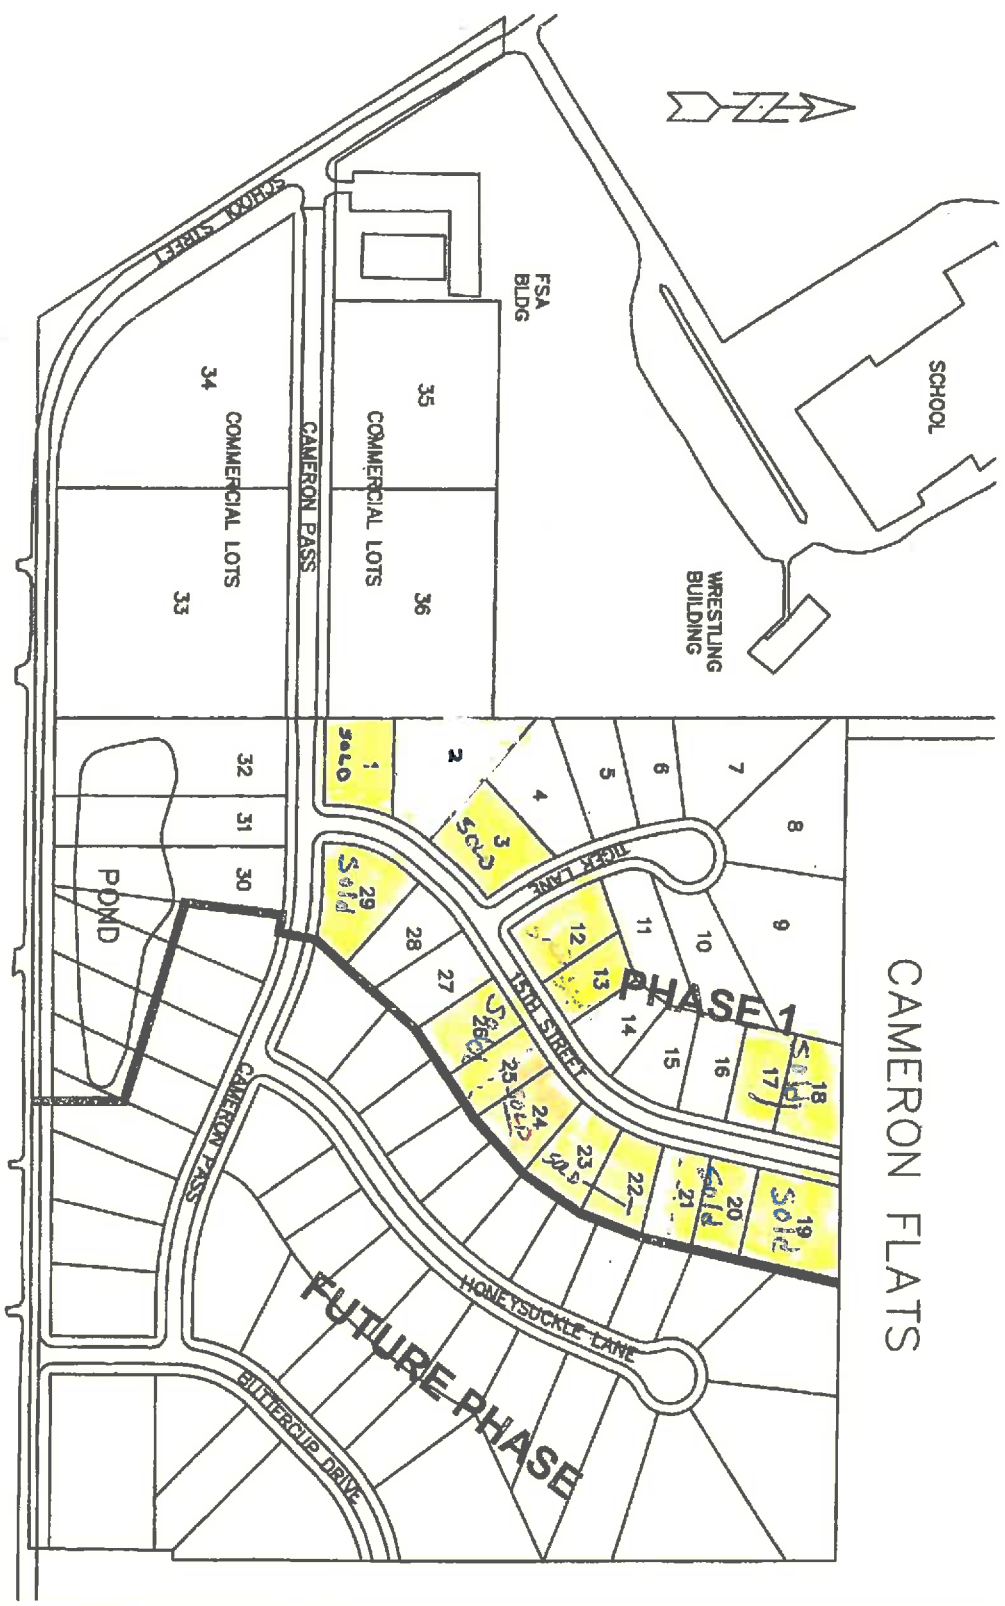 CAMERON FLATS
SCHOOL
WRESTLING
BUILDING
FSA
BLDG
SCHOOL STREET
35
36
COMMERCIAL LOTS
CAMERON PASS
COMMERCIAL LOTS
34
33
PHASE 1
8
7
6
5
4
9
10
11
TIGER LANE
3
SOLD
2
1
SOLD
12
13
14
15
16
17
18
Sold
15TH STREET
19
Sold
20
Sold
21
22
23
SOLD
24
25
SOLD
26
Sold
27
28
29
Sold
30
31
32
POND
CAMERON PASS
HONEYSUCKLE LANE
FUTURE PHASE
BUTTERCUP DRIVE